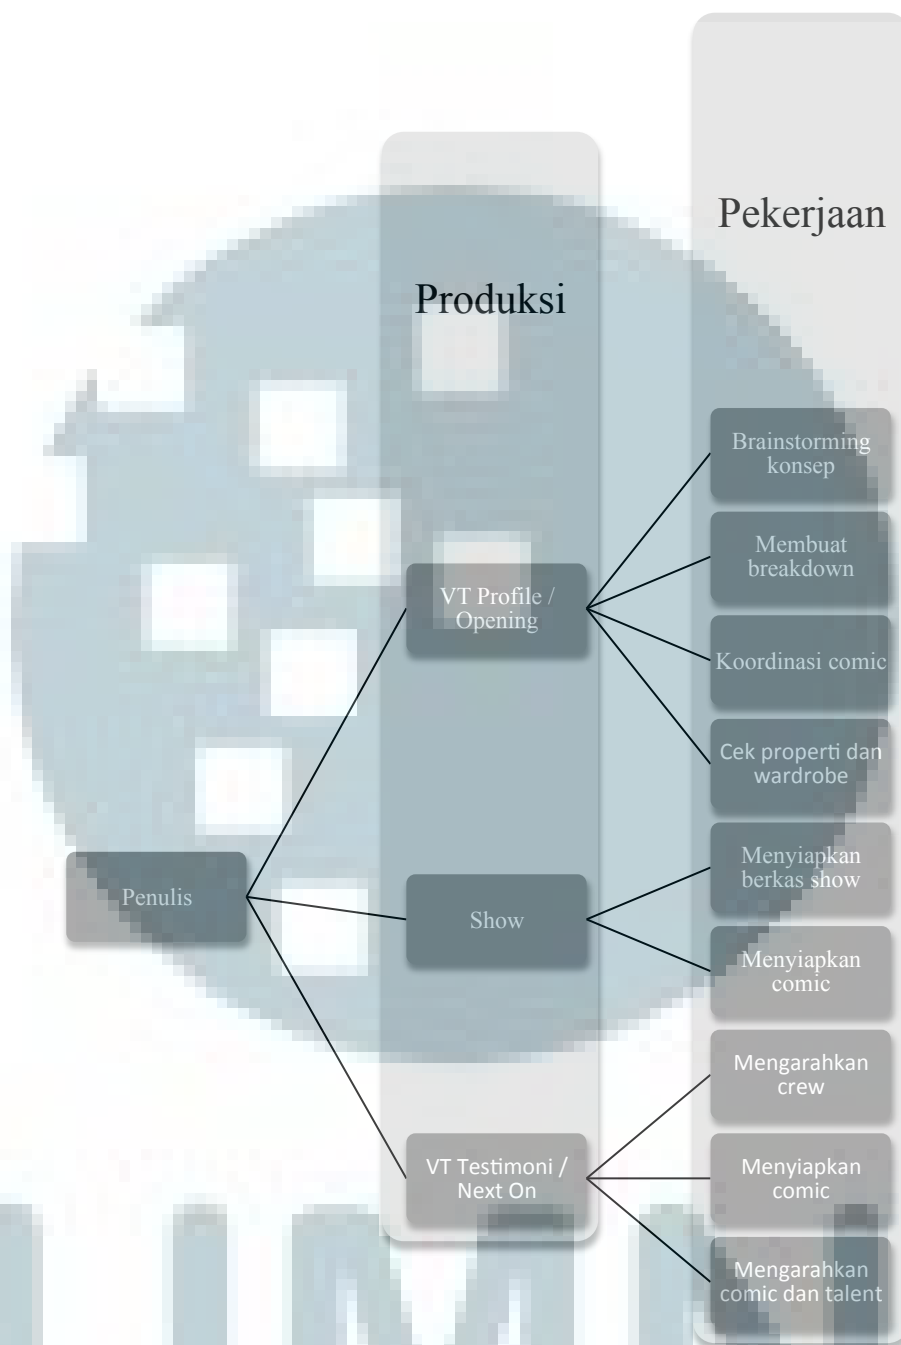 Pekerjaan
Produksi
Brainstorming
konsep
Membuat
breakdown
VT Profile /
Opening
Koordinasi comic
Cek properti dan
wardrobe
Menyiapkan
berkas show
Penulis
Show
Menyiapkan
comic
Mengarahkan
crew
VT Testimoni /
Next On
Menyiapkan
comic
Mengarahkan
comic dan talent